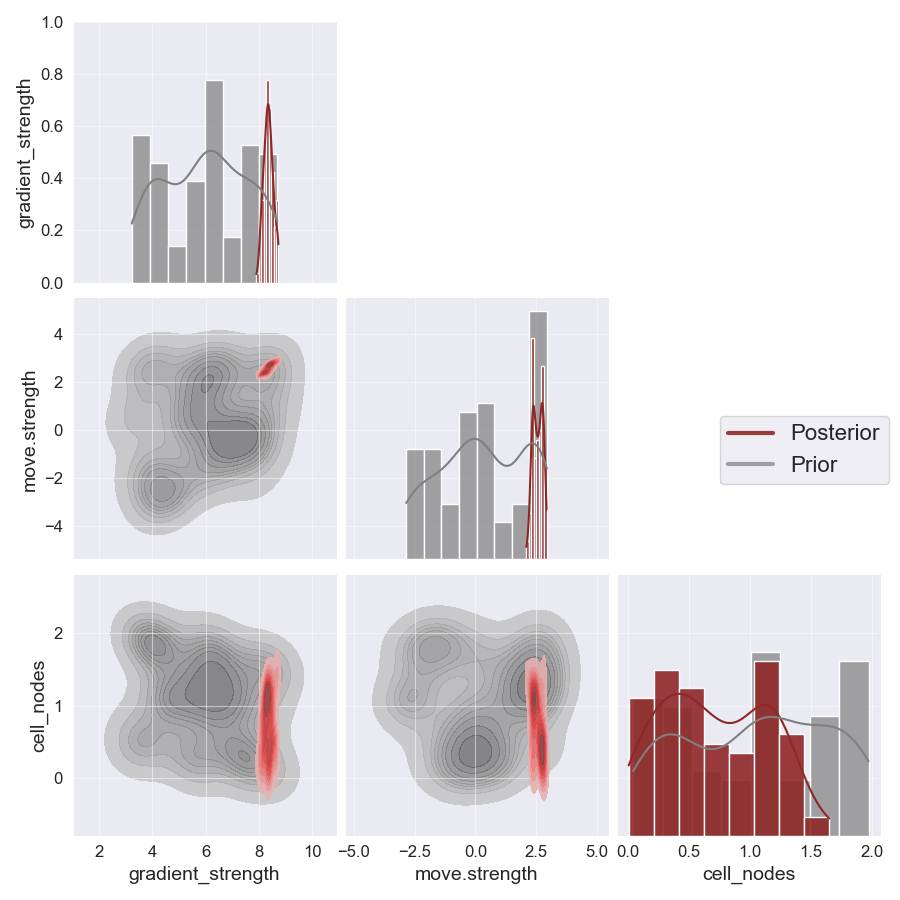 1.0
0.8
0.6
0.4
0.2
0.0
gradient_strength
4
2
0
−2
−4
move.strength
Posterior
Prior
2
1
0
cell_nodes
2 4 6 8 10
gradient_strength
−5.0 −2.5 0.0 2.5 5.0
move.strength
0.0 0.5 1.0 1.5 2.0
cell_nodes